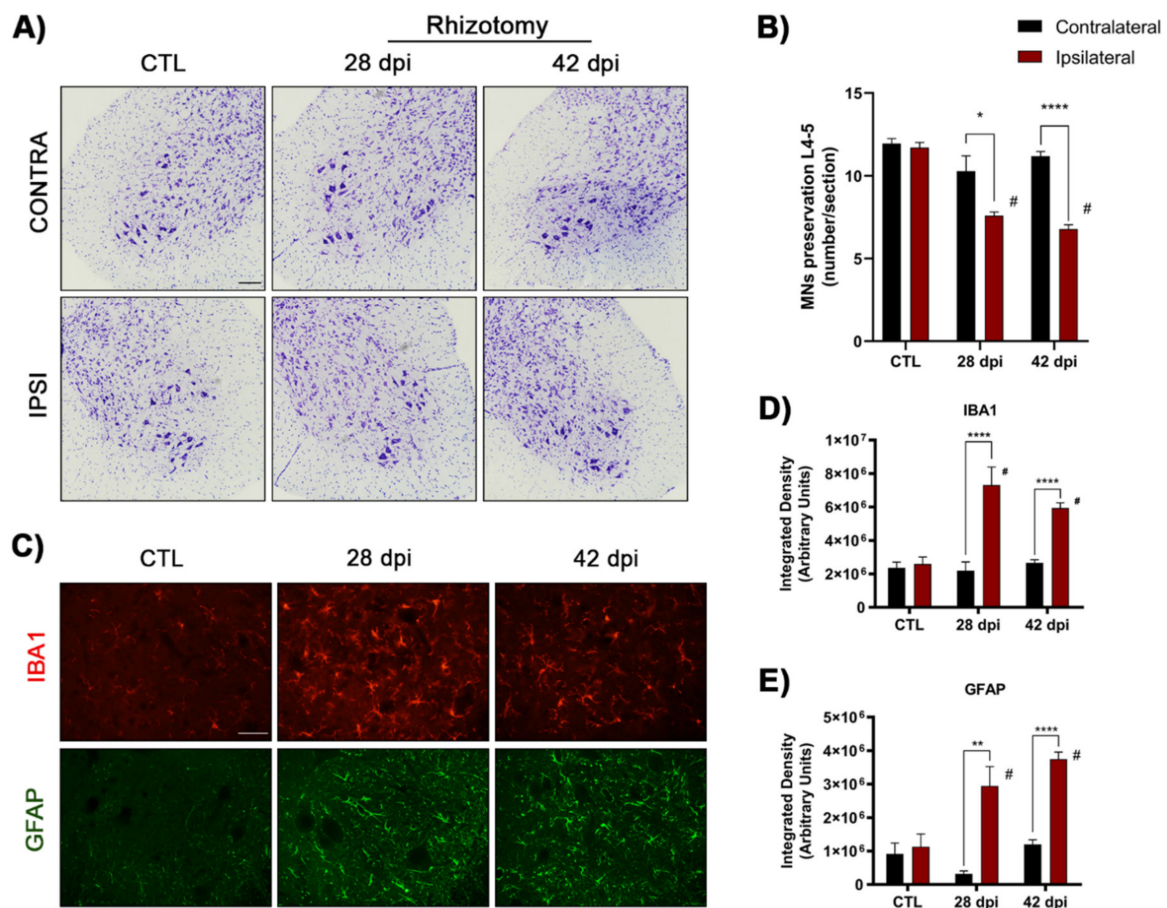 A)
Rhizotomy
CTL
28 dpi
42 dpi
CONTRA
IPSI
B)
Contralateral
Ipsilateral
MNs preservation L4-5
(number/section)
15
10
5
0
*
#
****
#
CTL
28 dpi
42 dpi
C)
CTL
28 dpi
42 dpi
IBA1
GFAP
D)
IBA1
Integrated Density
(Arbitrary Units)
1×10⁷
8×10⁶
6×10⁶
4×10⁶
2×10⁶
0
****
#
****
#
CTL
28 dpi
42 dpi
E)
GFAP
Integrated Density
(Arbitrary Units)
5×10⁶
4×10⁶
3×10⁶
2×10⁶
1×10⁶
0
**
#
****
#
CTL
28 dpi
42 dpi